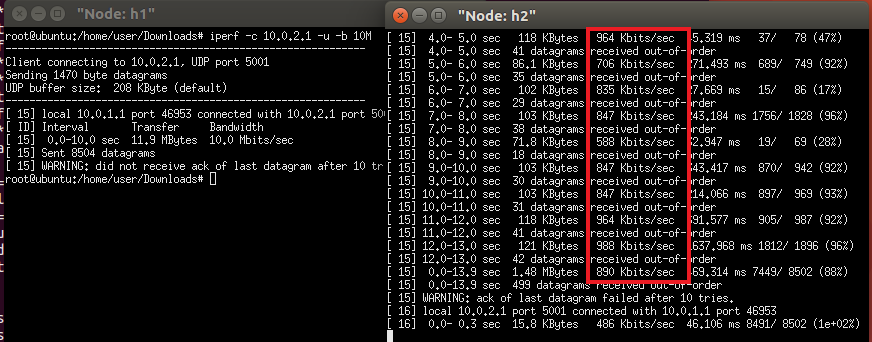 "Node: h1"
root@ubuntu:/home/user/Downloads# iperf -c 10.0.2.1 -u -b 10M
Client connecting to 10.0.2.1, UDP port 5001
Sending 1470 byte datagrams
UDP buffer size: 208 KByte (default)
[ 15] local 10.0.1.1 port 46953 connected with 10.0.2.1 port 500
[ ID] Interval Transfer Bandwidth
[ 15] 0.0-10.0 sec 11.9 MBytes 10.0 Mbits/sec
[ 15] Sent 8504 datagrams
[ 15] WARNING: did not receive ack of last datagram after 10 tri
root@ubuntu:/home/user/Downloads#
"Node: h2"
[ 15] 4.0- 5.0 sec 118 KBytes 964 Kbits/sec 5.319 ms 37/ 78 (47%)
[ 15] 4.0- 5.0 sec 41 datagrams received out-of-order
[ 15] 5.0- 6.0 sec 86.1 KBytes 706 Kbits/sec 71.493 ms 689/ 749 (92%)
[ 15] 5.0- 6.0 sec 35 datagrams received out-of-order
[ 15] 6.0- 7.0 sec 102 KBytes 835 Kbits/sec 7.669 ms 15/ 86 (17%)
[ 15] 6.0- 7.0 sec 29 datagrams received out-of-order
[ 15] 7.0- 8.0 sec 103 KBytes 847 Kbits/sec 43.184 ms 1756/ 1828 (96%)
[ 15] 7.0- 8.0 sec 38 datagrams received out-of-order
[ 15] 8.0- 9.0 sec 71.8 KBytes 588 Kbits/sec 2.947 ms 19/ 69 (28%)
[ 15] 8.0- 9.0 sec 18 datagrams received out-of-order
[ 15] 9.0-10.0 sec 103 KBytes 847 Kbits/sec 43.417 ms 870/ 942 (92%)
[ 15] 9.0-10.0 sec 30 datagrams received out-of-order
[ 15] 10.0-11.0 sec 103 KBytes 847 Kbits/sec 14.066 ms 897/ 969 (93%)
[ 15] 10.0-11.0 sec 31 datagrams received out-of-order
[ 15] 11.0-12.0 sec 118 KBytes 964 Kbits/sec 91.577 ms 905/ 987 (92%)
[ 15] 11.0-12.0 sec 41 datagrams received out-of-order
[ 15] 12.0-13.0 sec 121 KBytes 988 Kbits/sec 637.968 ms 1812/ 1896 (96%)
[ 15] 12.0-13.0 sec 42 datagrams received out-of-order
[ 15] 0.0-13.9 sec 1.48 MBytes 890 Kbits/sec 69.314 ms 7449/ 8502 (88%)
[ 15] 0.0-13.9 sec 499 datagrams received out-of-order
[ 15] WARNING: ack of last datagram failed after 10 tries.
[ 16] local 10.0.2.1 port 5001 connected with 10.0.1.1 port 46953
[ 16] 0.0- 0.3 sec 15.8 KBytes 486 Kbits/sec 46.106 ms 8491/ 8502 (1e+02%)